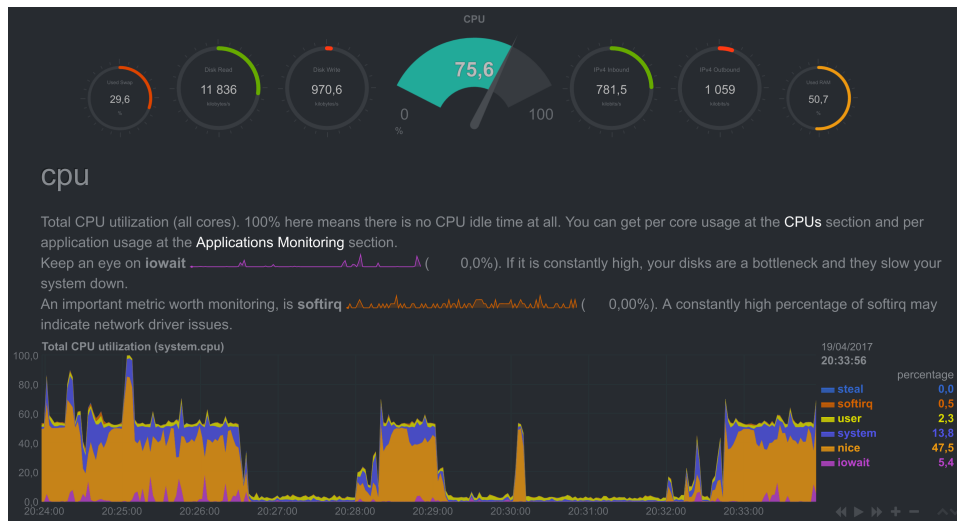 CPU
Used Swap
29,6
%
Disk Read
11 836
kilobytes/s
Disk Write
970,6
kilobytes/s
75,6
0
100
%
IPv4 Inbound
781,5
kilobits/s
IPv4 Outbound
1 059
kilobits/s
Used RAM
50,7
%
cpu
Total CPU utilization (all cores). 100% here means there is no CPU idle time at all. You can get per core usage at the CPUs section and per
application usage at the Applications Monitoring section.
Keep an eye on iowait ( 0,0%). If it is constantly high, your disks are a bottleneck and they slow your
system down.
An important metric worth monitoring, is softirq ( 0,00%). A constantly high percentage of softirq may
indicate network driver issues.
Total CPU utilization (system.cpu)
19/04/2017
20:33:56
percentage
steal 0,0
softirq 0,5
user 2,3
system 13,8
nice 47,5
iowait 5,4
100,0
80,0
60,0
40,0
20,0
0,0
20:24:00 20:25:00 20:26:00 20:27:00 20:28:00 20:29:00 20:30:00 20:31:00 20:32:00 20:33:00